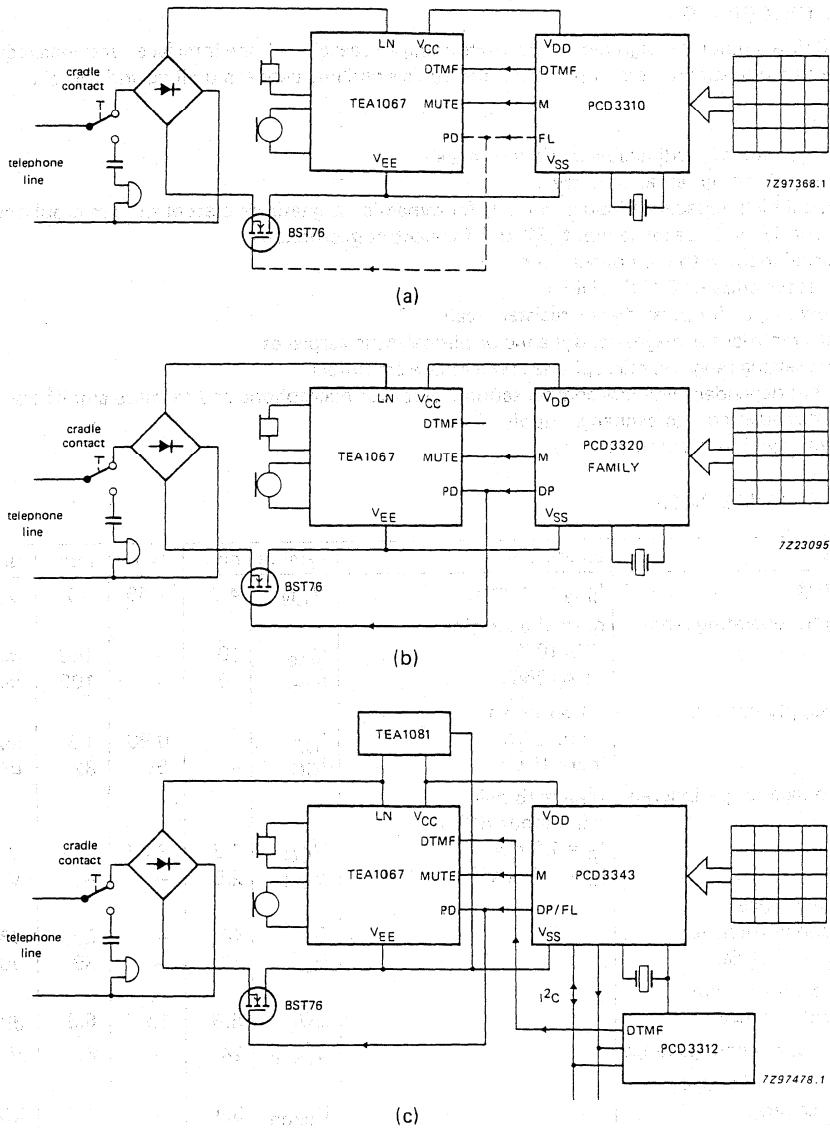 LN
VCC
VDD
cradle
contact
DTMF
DTMF
TEA1067
MUTE
M
PCD3310
PD
FL
telephone
line
VEE
VSS
7Z97368.1
BST76
(a)
LN
VCC
VDD
cradle
contact
DTMF
TEA1067
MUTE
M
PCD3320
FAMILY
PD
DP
telephone
line
VEE
VSS
7Z23095
BST76
(b)
TEA1081
LN
VCC
VDD
cradle
contact
DTMF
TEA1067
MUTE
M
PCD3343
PD
DP/FL
telephone
line
VEE
VSS
BST76
I²C
DTMF
PCD3312
7Z97478.1
(c)